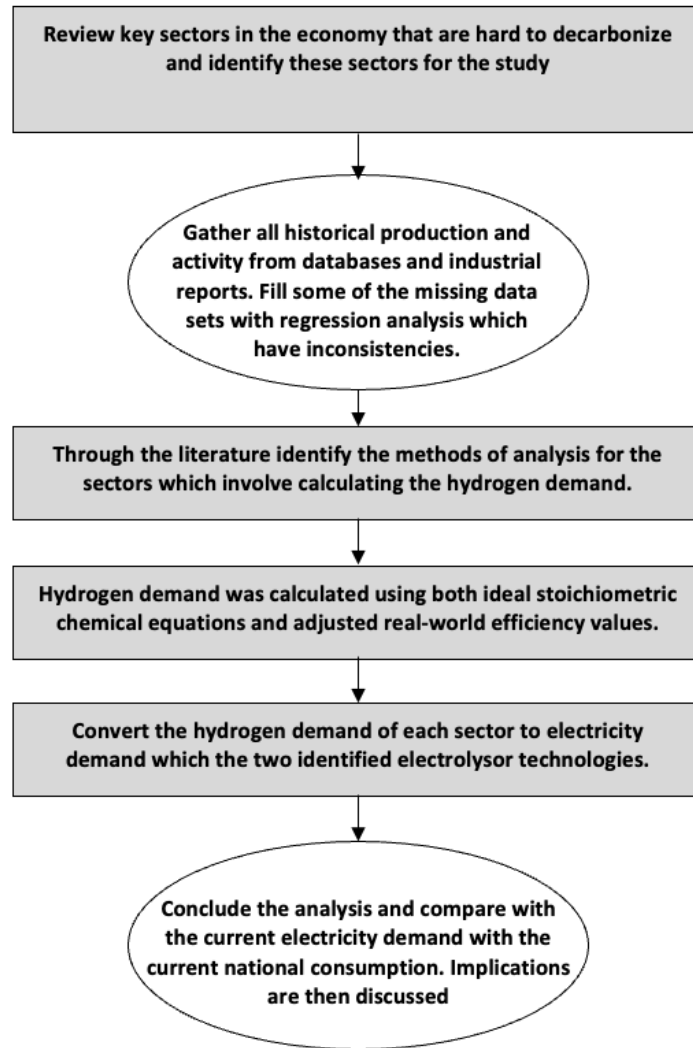 Review key sectors in the economy that are hard to decarbonize
and identify these sectors for the study
Gather all historical production and
activity from databases and industrial
reports. Fill some of the missing data
sets with regression analysis which
have inconsistencies.
Through the literature identify the methods of analysis for the
sectors which involve calculating the hydrogen demand.
Hydrogen demand was calculated using both ideal stoichiometric
chemical equations and adjusted real-world efficiency values.
Convert the hydrogen demand of each sector to electricity
demand which the two identified electrolysor technologies.
Conclude the analysis and compare with
the current electricity demand with the
current national consumption. Implications
are then discussed